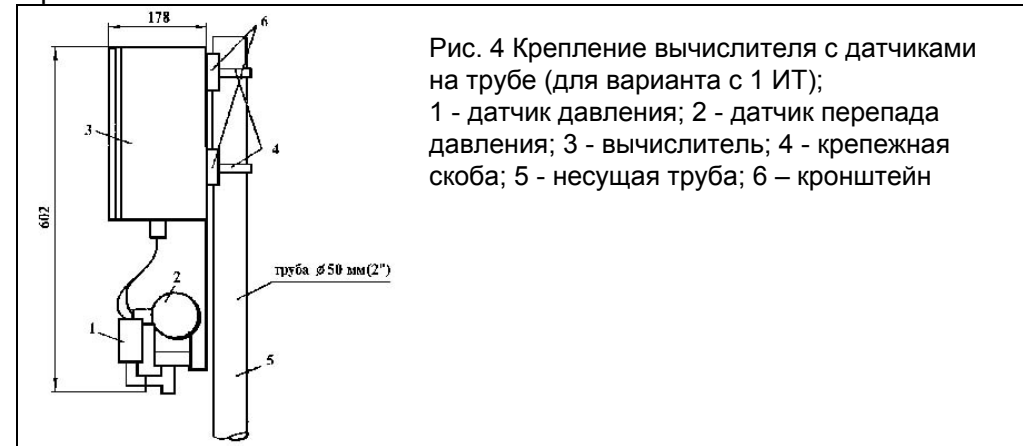 178
6
3
4
602
труба ø50 мм(2")
2
1
5
Рис. 4 Крепление вычислителя с датчиками
на трубе (для варианта с 1 ИТ);
1 - датчик давления; 2 - датчик перепада
давления; 3 - вычислитель; 4 - крепежная
скоба; 5 - несущая труба; 6 – кронштейн